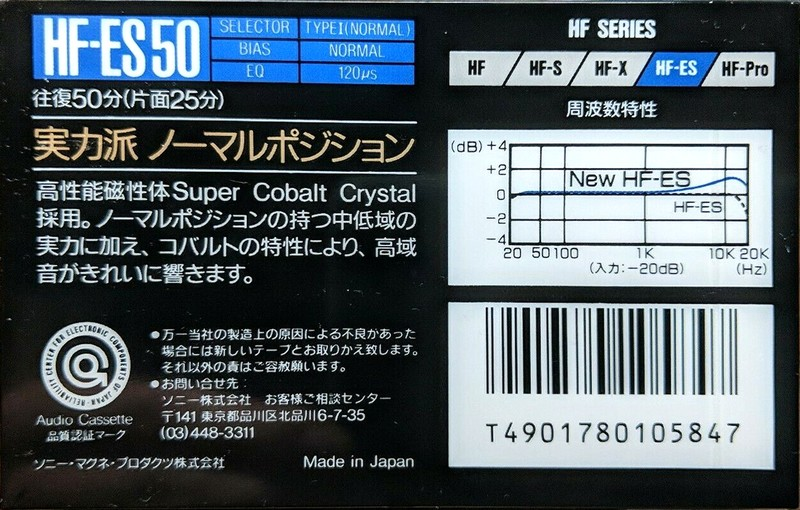 HF-ES50
SELECTOR TYPE I (NORMAL)
BIAS NORMAL
EQ 120μs
往復50分(片面25分)
実力派 ノーマルポジション
高性能磁性体Super Cobalt Crystal
採用。ノーマルポジションの持つ中低域の
実力に加え、コバルトの特性により、高域
音がきれいに響きます。
RELIABILITY CENTER FOR ELECTRONIC COMPONENTS OF JAPAN
Audio Cassette
品質認証マーク
●万一当社の製造上の原因による不良があった
場合には新しいテープとお取りかえ致します。
それ以外の責はご容赦願います。
●お問い合せ先:
ソニー株式会社 お客様ご相談センター
〒141 東京都品川区北品川6-7-35
(03)448-3311
ソニー・マグネ・プロダクツ株式会社
Made in Japan
HF SERIES
HF HF-S HF-X HF-ES HF-Pro
周波数特性
(dB) +4
+2
0
-2
-4
New HF-ES
HF-ES
20 50 100 1K 10K 20K
(入力:-20dB) (Hz)
T4901780105847